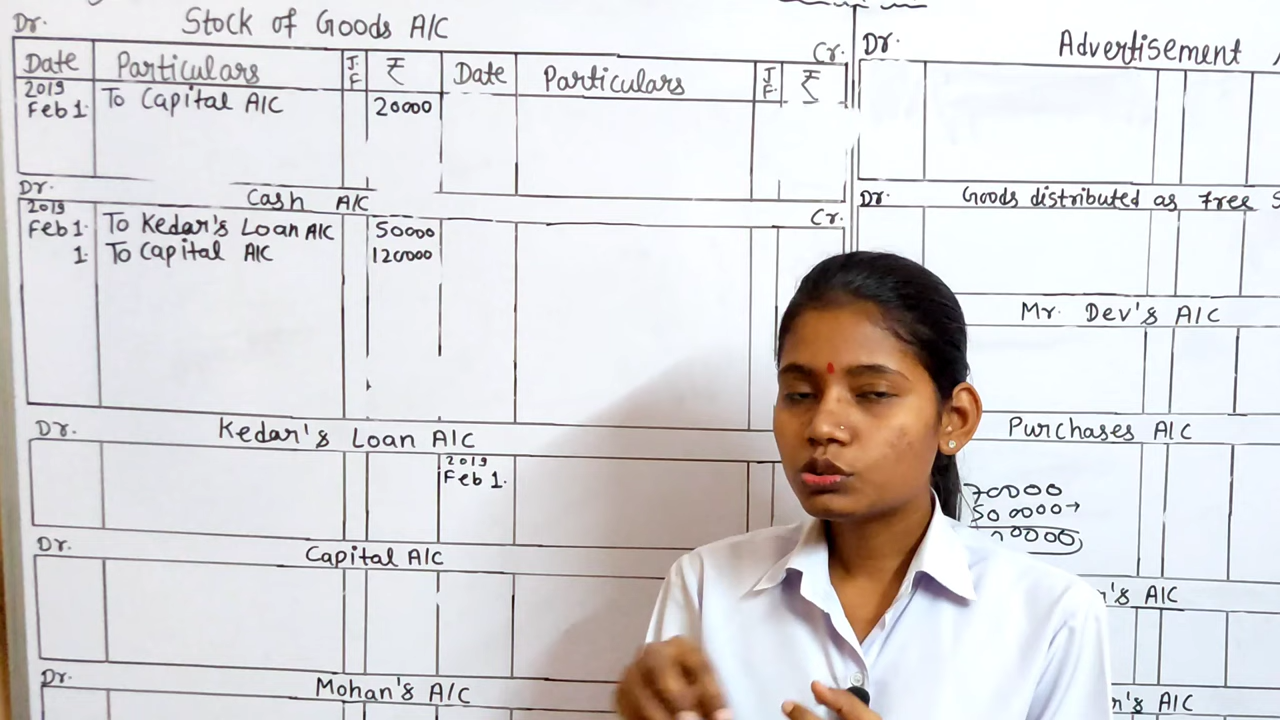 Dr. Stock of Goods A/C Cr.
Date Particulars J.F ₹ Date Particulars J.F. ₹
2019
Feb 1. To Capital A/C 20000
Dr. Cash A/C Cr.
2019
Feb 1. To Kedar's Loan A/C 50000
1. To Capital A/C 120000
Dr. Kedar's Loan A/C
2019
Feb 1.
Dr. Capital A/C
Dr. Mohan's A/C
Dr. Advertisement
Dr. Goods distributed as free
Mr. Dev's A/C
Purchases A/C
70000
's A/C
's A/C